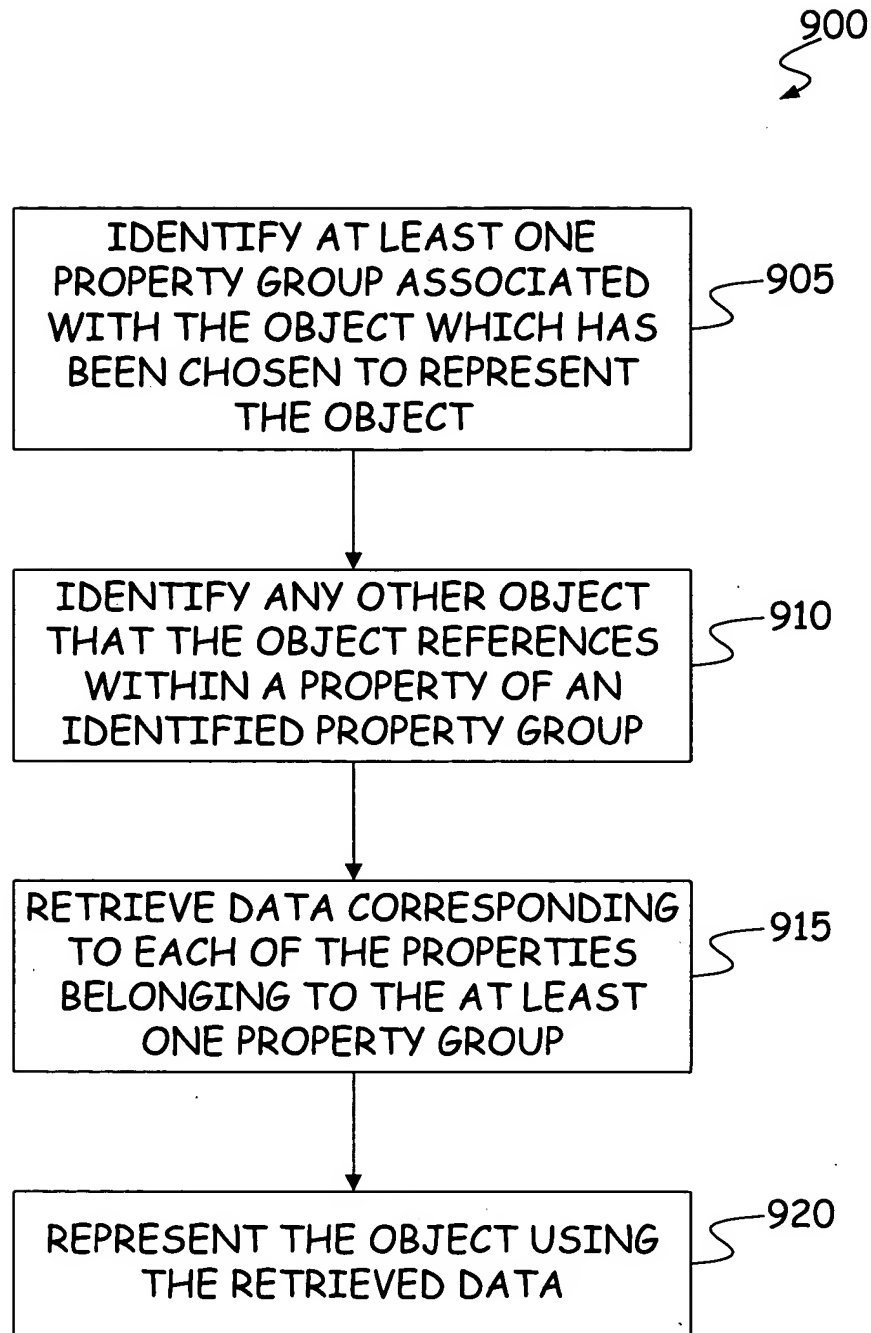 900
IDENTIFY AT LEAST ONE
PROPERTY GROUP ASSOCIATED
WITH THE OBJECT WHICH HAS
BEEN CHOSEN TO REPRESENT
THE OBJECT
905
IDENTIFY ANY OTHER OBJECT
THAT THE OBJECT REFERENCES
WITHIN A PROPERTY OF AN
IDENTIFIED PROPERTY GROUP
910
RETRIEVE DATA CORRESPONDING
TO EACH OF THE PROPERTIES
BELONGING TO THE AT LEAST
ONE PROPERTY GROUP
915
REPRESENT THE OBJECT USING
THE RETRIEVED DATA
920